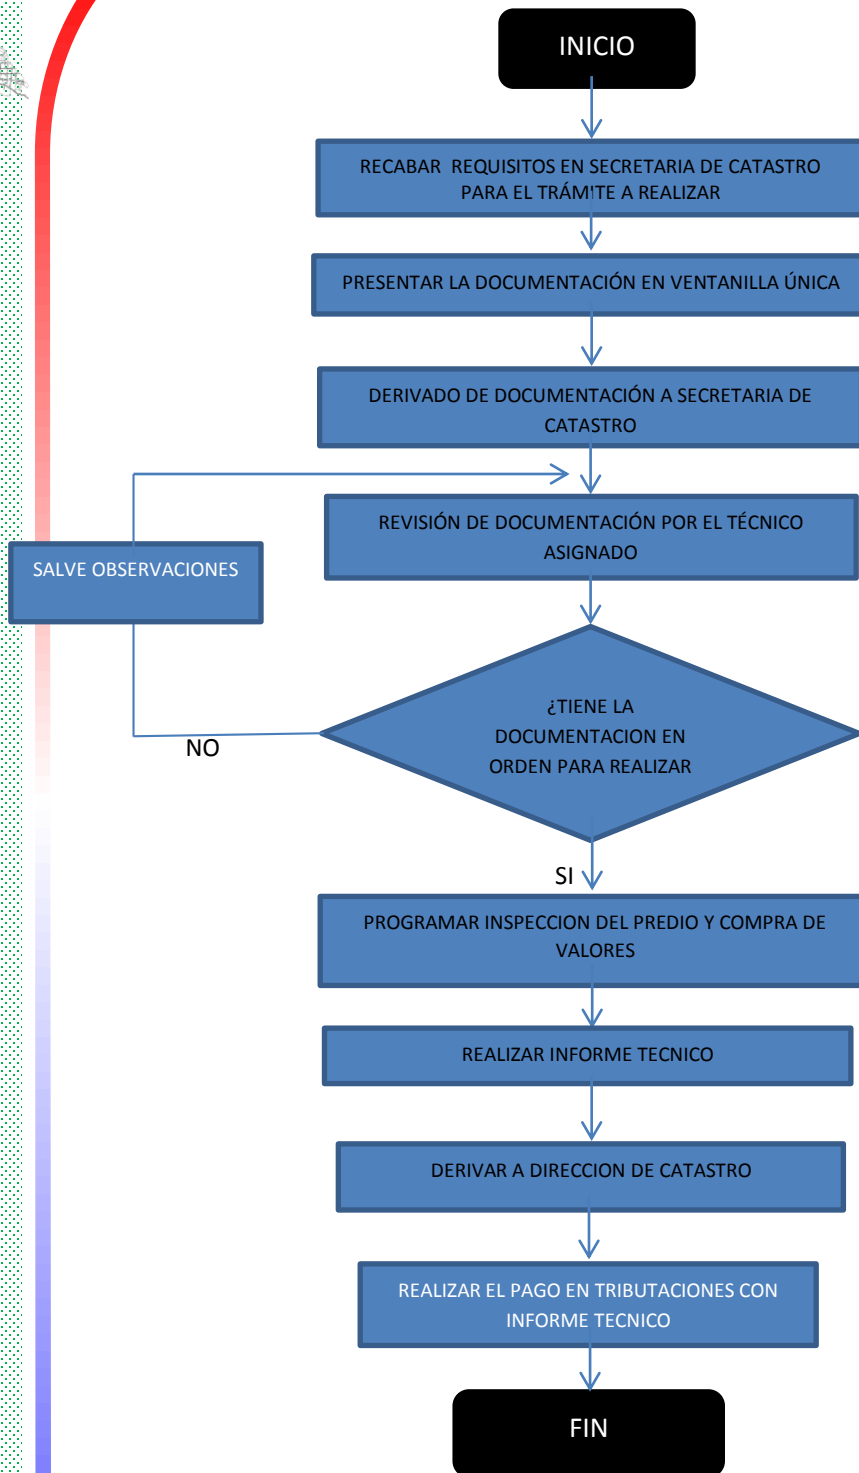 INICIO
RECABAR REQUISITOS EN SECRETARIA DE CATASTRO
PARA EL TRÁMITE A REALIZAR
PRESENTAR LA DOCUMENTACIÓN EN VENTANILLA ÚNICA
DERIVADO DE DOCUMENTACIÓN A SECRETARIA DE
CATASTRO
REVISIÓN DE DOCUMENTACIÓN POR EL TÉCNICO
ASIGNADO
SALVE OBSERVACIONES
¿TIENE LA
DOCUMENTACION EN
ORDEN PARA REALIZAR
NO
SI
PROGRAMAR INSPECCION DEL PREDIO Y COMPRA DE
VALORES
REALIZAR INFORME TECNICO
DERIVAR A DIRECCION DE CATASTRO
REALIZAR EL PAGO EN TRIBUTACIONES CON
INFORME TECNICO
FIN